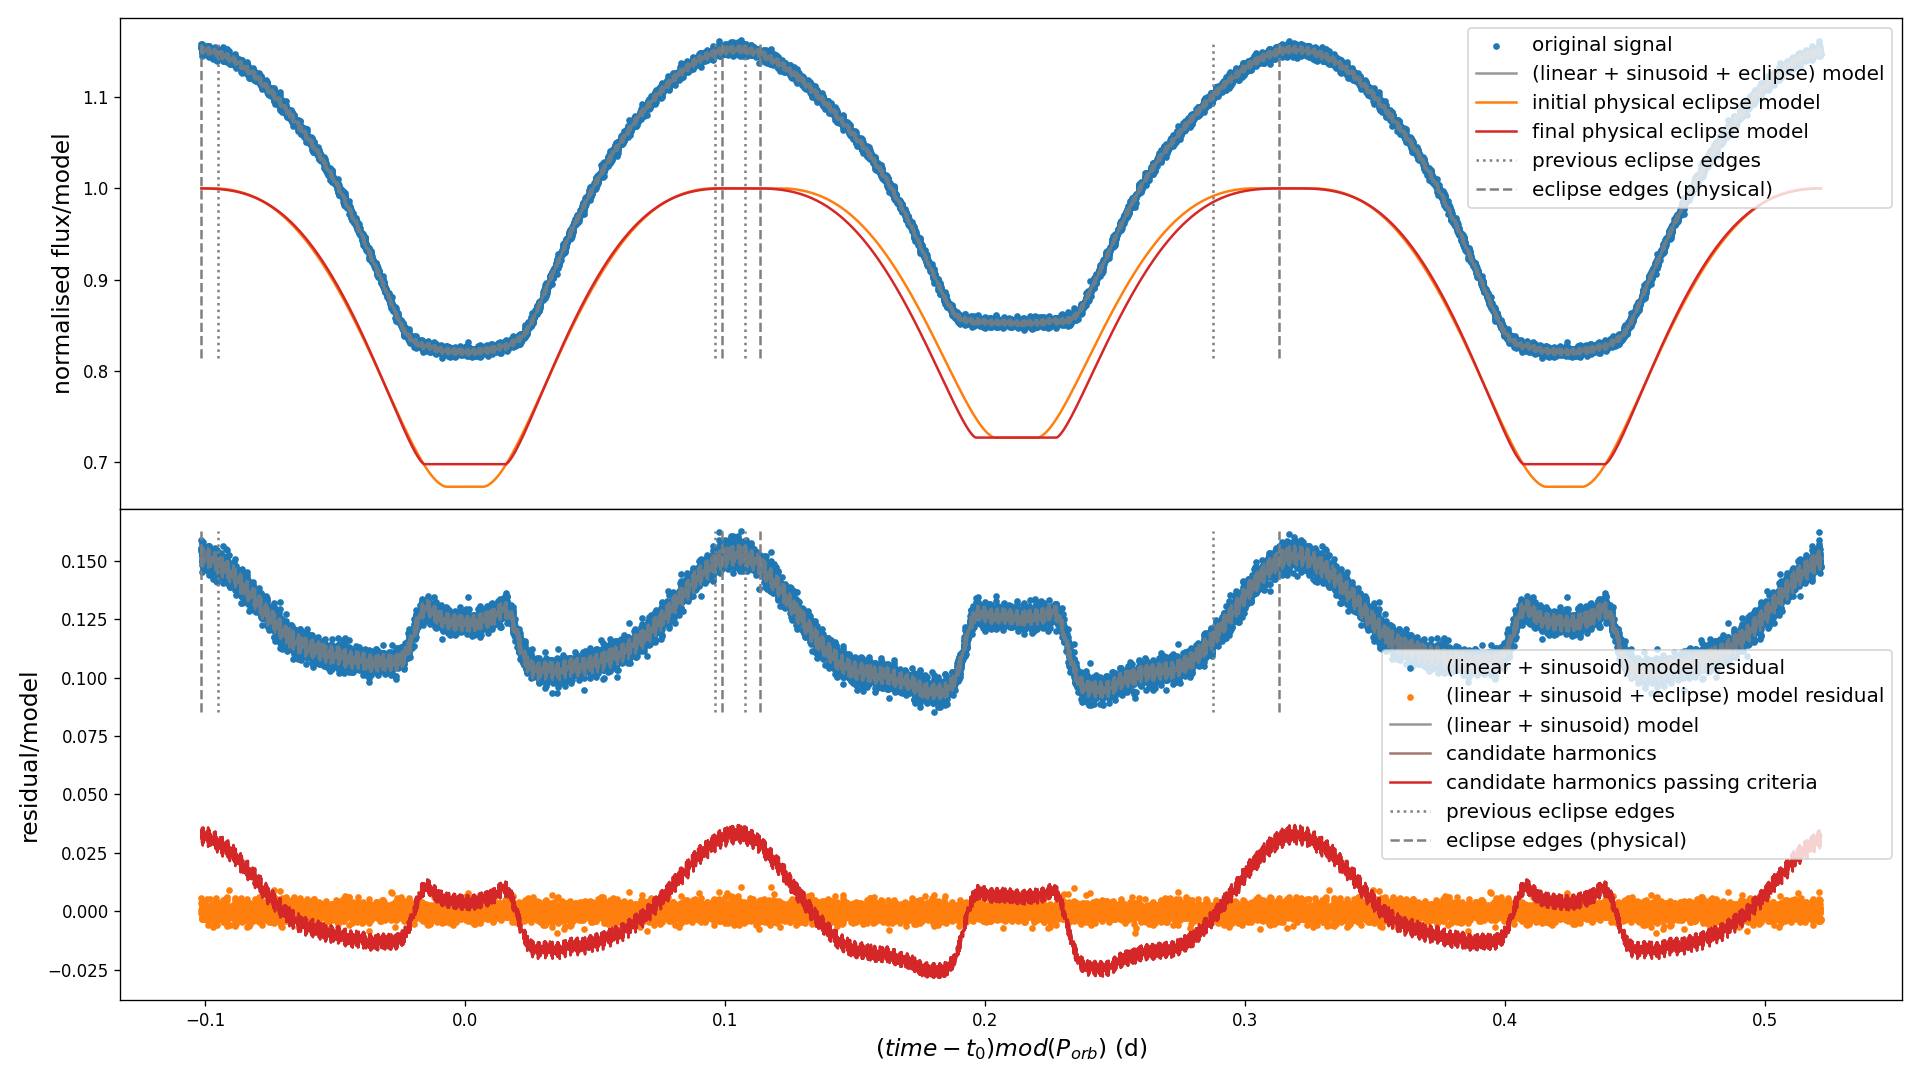 normalised flux/model
1.1
1.0
0.9
0.8
0.7
original signal
(linear + sinusoid + eclipse) model
initial physical eclipse model
final physical eclipse model
previous eclipse edges
eclipse edges (physical)
residual/model
0.150
0.125
0.100
0.075
0.050
0.025
0.000
−0.025
(linear + sinusoid) model residual
(linear + sinusoid + eclipse) model residual
(linear + sinusoid) model
candidate harmonics
candidate harmonics passing criteria
previous eclipse edges
eclipse edges (physical)
−0.1 0.0 0.1 0.2 0.3 0.4 0.5
(time − t₀)mod(P_orb) (d)